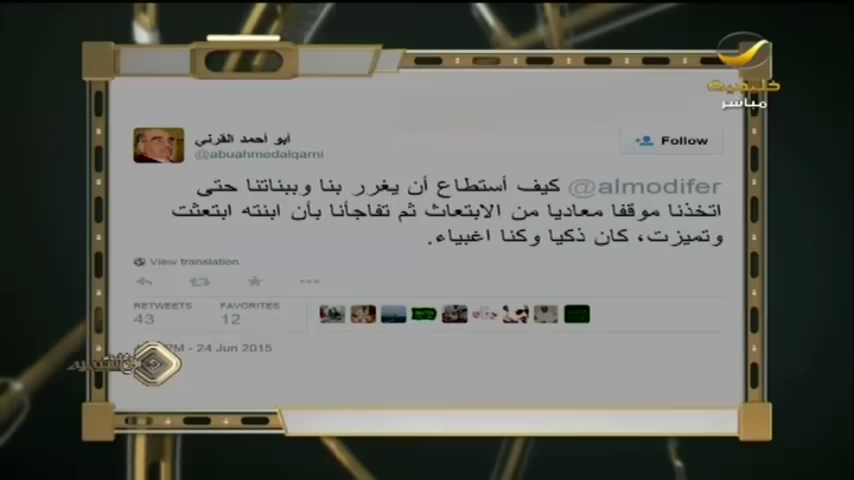 خليجية
مباشر
أبو أحمد القرني
@abuahmedalqarni
Follow
@almodifer كيف أستطاع أن يغرر بنا وببناتنا حتى
اتخذنا موقفا معاديا من الابتعاث ثم تفاجأنا بأن ابنته ابتعثت
وتميزت، كان ذكيا وكنا اغبياء.
View translation
RETWEETS
FAVORITES
43
12
PM - 24 Jun 2015